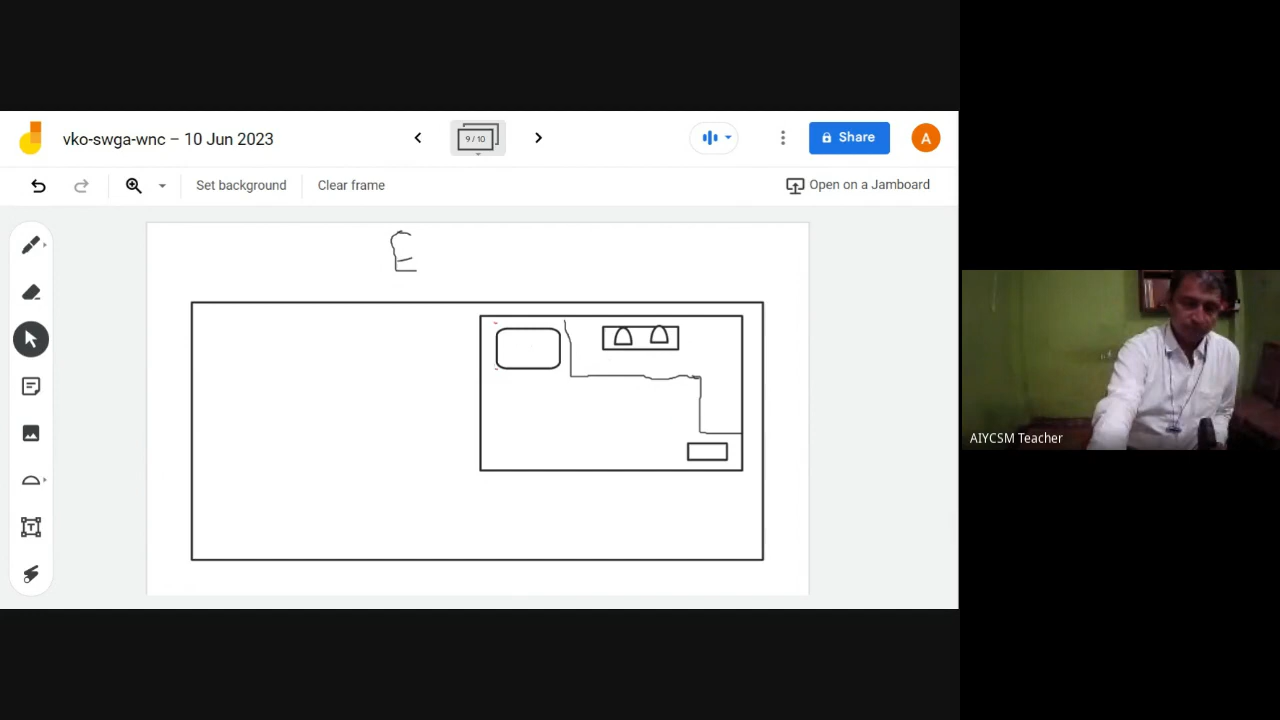 vko-swga-wnc – 10 Jun 2023
9 / 10
Share
A
Set background
Clear frame
Open on a Jamboard
E
T
AIYCSM Teacher